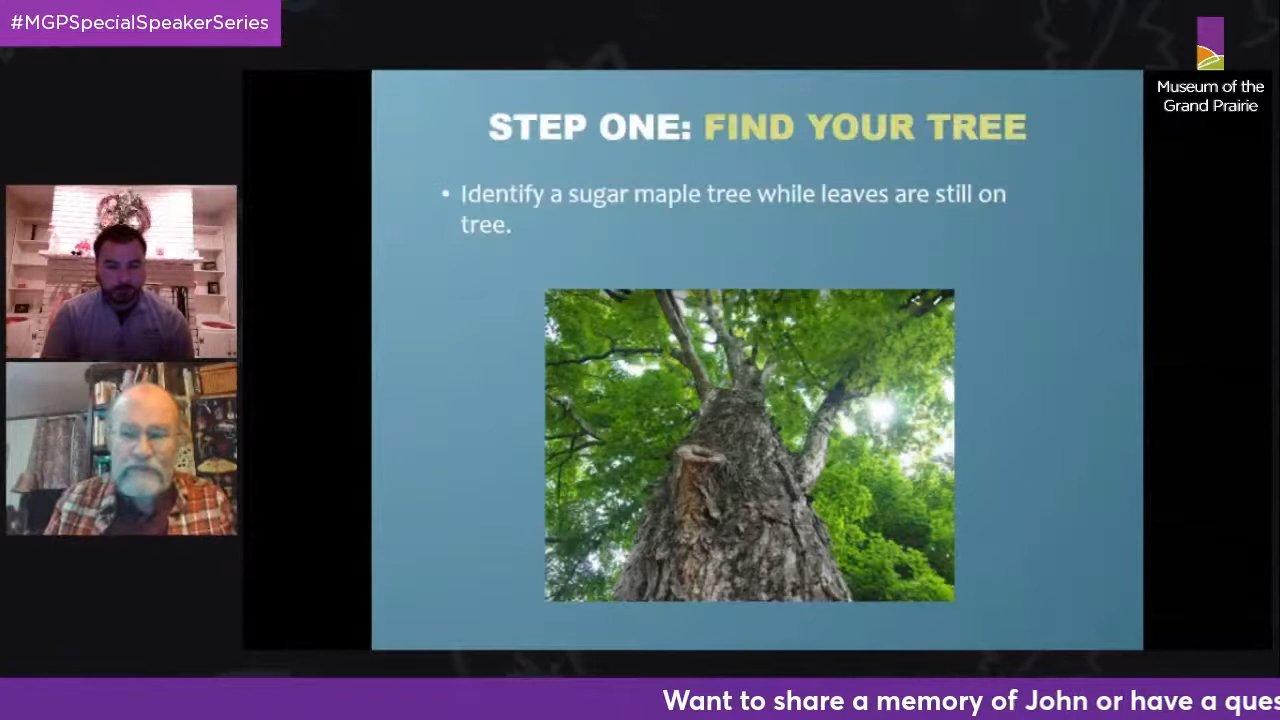 #MGPSpecialSpeakerSeries
Museum of the
Grand Prairie
STEP ONE: FIND YOUR TREE
• Identify a sugar maple tree while leaves are still on
tree.
Want to share a memory of John or have a ques